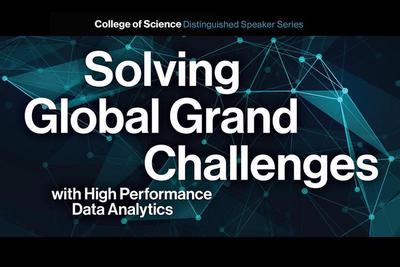 College of Science Distinguished Speaker Series
Solving
Global Grand
Challenges
with High Performance
Data Analytics